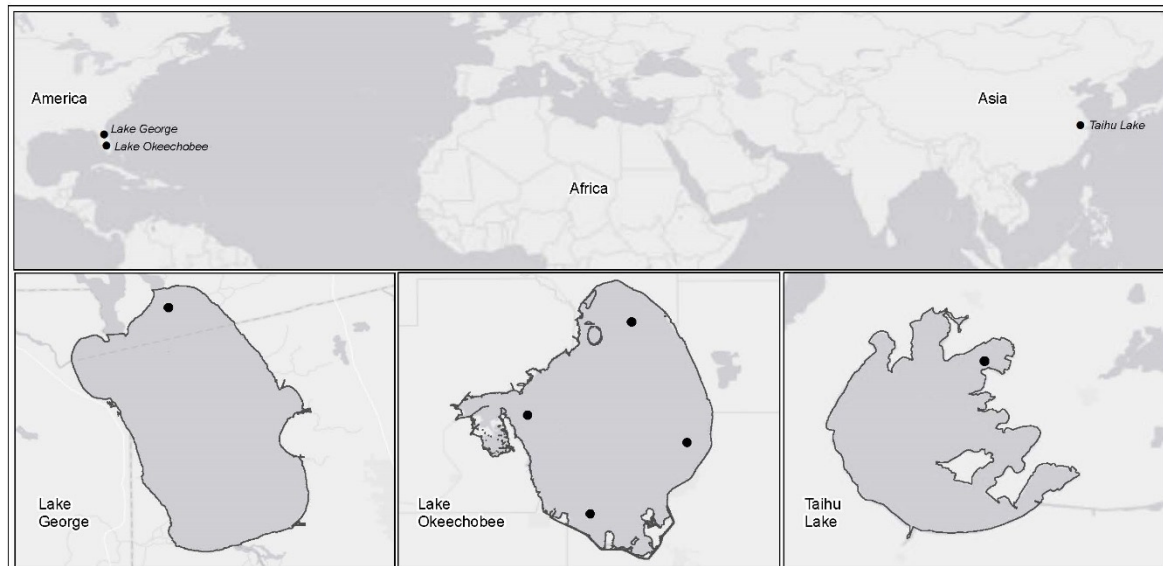 America
Asia
Lake George
Taihu Lake
Lake Okeechobee
Africa
Lake
George
Lake
Okeechobee
Taihu
Lake